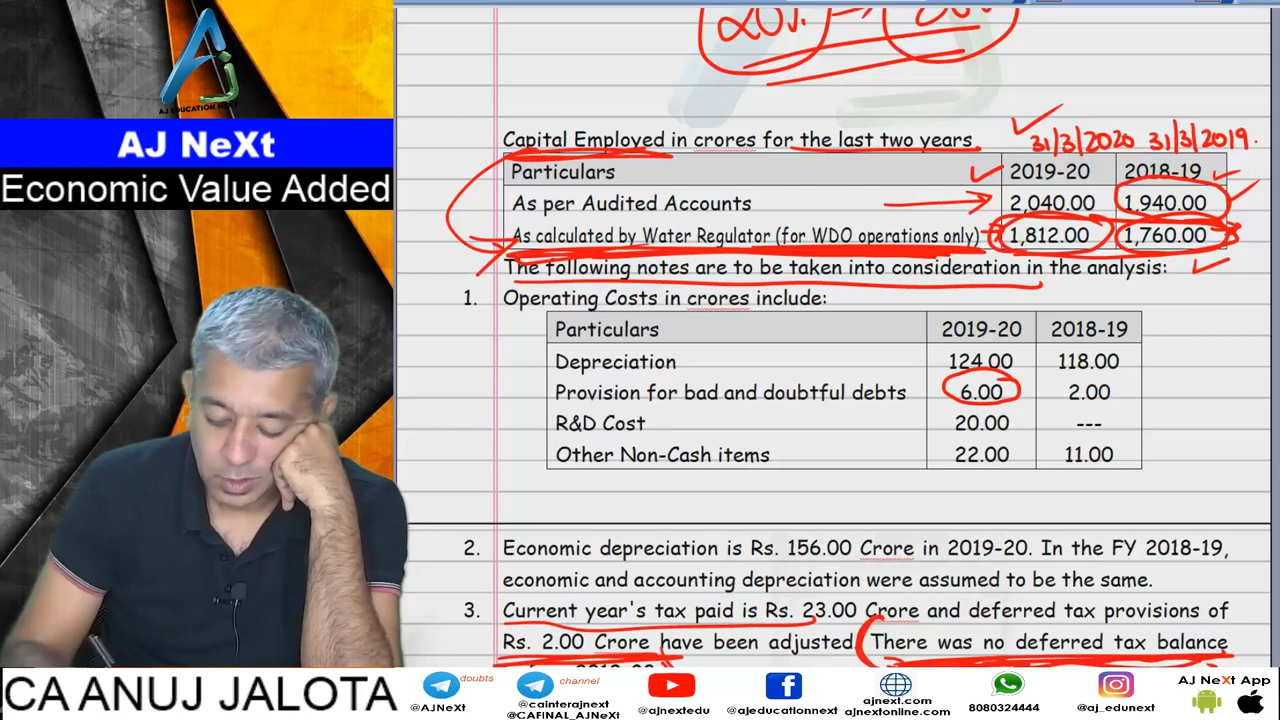 20%
AJ EDUCATION NEXT
AJ NeXt
Economic Value Added
Capital Employed in crores for the last two years. 31/3/2020 31/3/2019.
Particulars 2019-20 2018-19
As per Audited Accounts 2,040.00 1,940.00
As calculated by Water Regulator (for WDO operations only) 1,812.00 1,760.00
The following notes are to be taken into consideration in the analysis:
1. Operating Costs in crores include:
Particulars 2019-20 2018-19
Depreciation 124.00 118.00
Provision for bad and doubtful debts 6.00 2.00
R&D Cost 20.00 ---
Other Non-Cash items 22.00 11.00
2. Economic depreciation is Rs. 156.00 Crore in 2019-20. In the FY 2018-19,
economic and accounting depreciation were assumed to be the same.
3. Current year's tax paid is Rs. 23.00 Crore and deferred tax provisions of
Rs. 2.00 Crore have been adjusted. There was no deferred tax balance
CA ANUJ JALOTA
doubts
@AJNeXt
channel
@cainterajnext
@CAFINAL_AJNeXt
@ajnextedu
@ajeducationnext
ajnext.com
ajnextonline.com
8080324444
@aj_edunext
AJ NeXt App